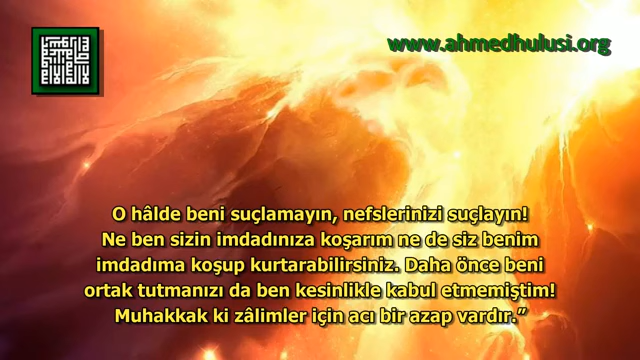 www.ahmedhulusi.org
O hâlde beni suçlamayın, nefslerinizi suçlayın!
Ne ben sizin imdadınıza koşarım ne de siz benim
imdadıma koşup kurtarabilirsiniz. Daha önce beni
ortak tutmanızı da ben kesinlikle kabul etmemiştim!
Muhakkak ki zâlimler için acı bir azap vardır.”